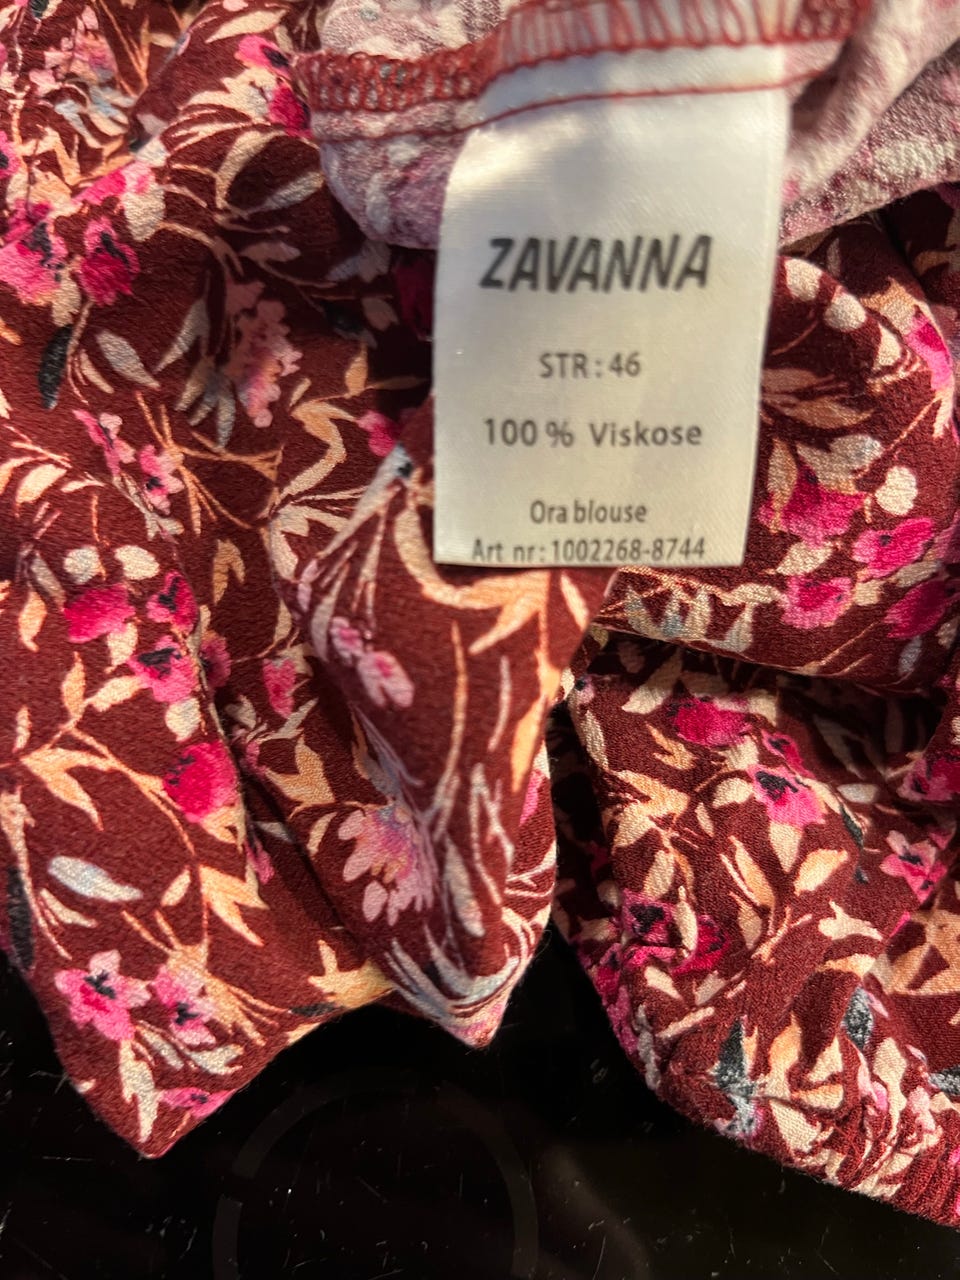 ZAVANNA
STR: 46
100 % Viskose
Ora blouse
Art nr: 1002268-8744